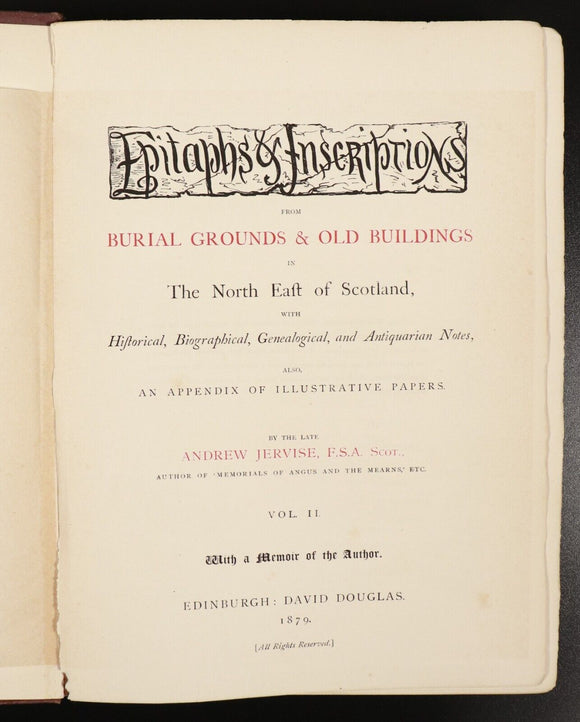 Epitaphs & Inscriptions
FROM
BURIAL GROUNDS & OLD BUILDINGS
IN
The North Eaſt of Scotland,
WITH
Hiſtorical, Biographical, Genealogical, and Antiquarian Notes,
ALSO,
AN APPENDIX OF ILLUSTRATIVE PAPERS.
BY THE LATE
ANDREW JERVISE, F.S.A. SCOT.,
AUTHOR OF 'MEMORIALS OF ANGUS AND THE MEARNS,' ETC.
VOL. II.
With a Memoir of the Author.
EDINBURGH: DAVID DOUGLAS.
1879.
[All Rights Reserved.]